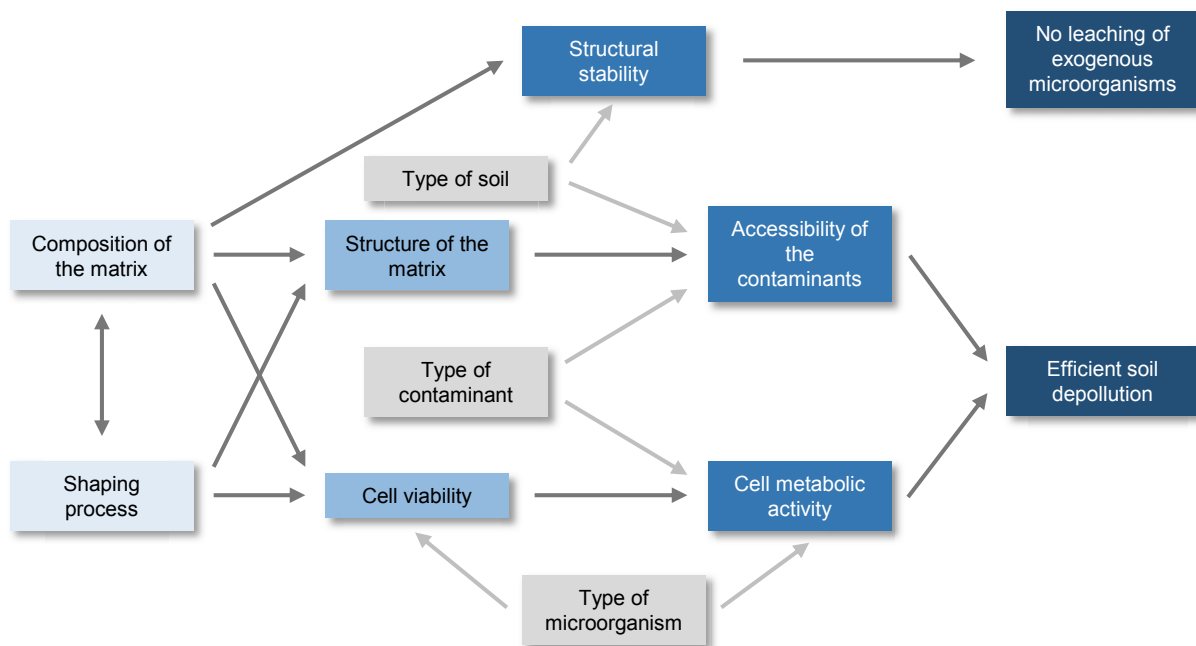 Structural
stability
No leaching of
exogenous
microorganisms
Type of soil
Composition of
the matrix
Structure of the
matrix
Accessibility of
the
contaminants
Type of
contaminant
Efficient soil
depollution
Shaping
process
Cell viability
Cell metabolic
activity
Type of
microorganism